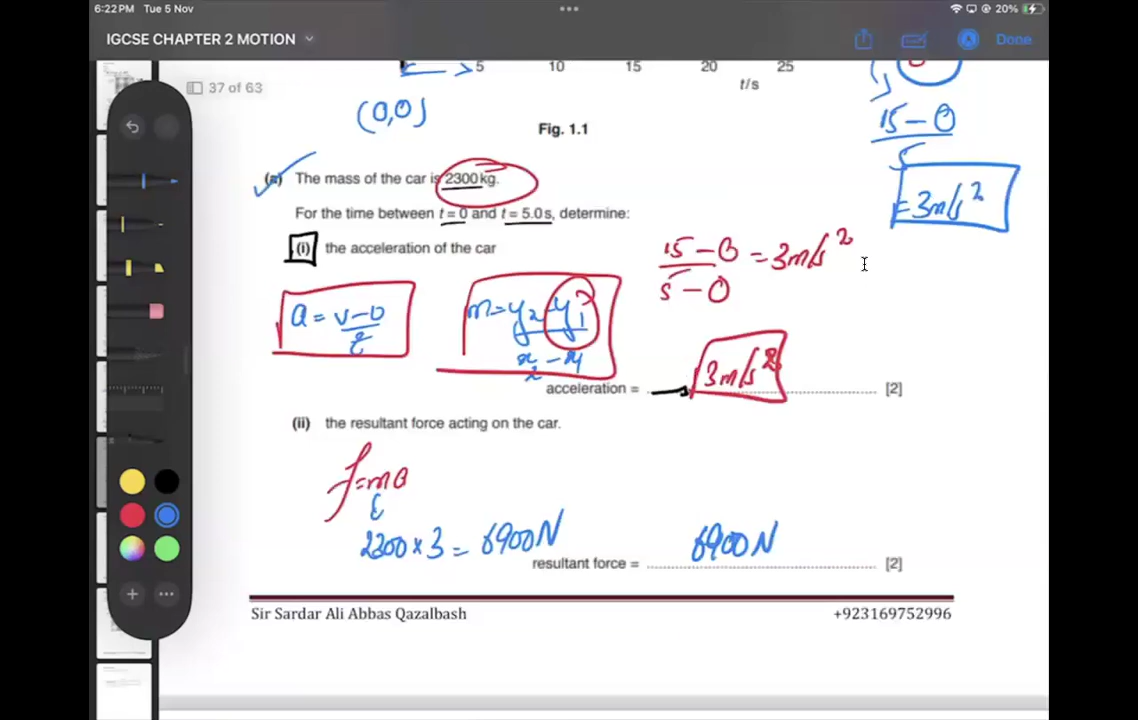 6:22 PM Tue 5 Nov
20%
IGCSE CHAPTER 2 MOTION
Done
37 of 63
5 10 15 20 25
t/s
(0,0)
Fig. 1.1
15 - 0
5
= 3m/s²
(a) The mass of the car is 2300 kg.
For the time between t = 0 and t = 5.0 s, determine:
(i) the acceleration of the car
15 - 0 = 3m/s²
5 - 0
a = v - 0
t
m = y₂ - y₁
x₂ - x₁
acceleration = 3m/s² [2]
(ii) the resultant force acting on the car.
f = ma
2300 × 3 = 6900N
resultant force = 6900N [2]
Sir Sardar Ali Abbas Qazalbash
+923169752996